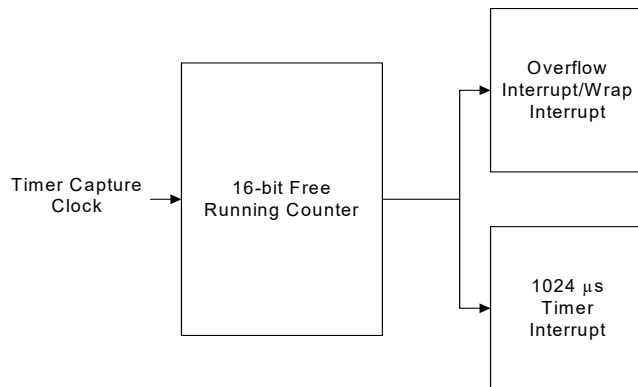 Overflow
Interrupt/Wrap
Interrupt
Timer Capture
Clock
16-bit Free
Running Counter
1024 μs
Timer
Interrupt